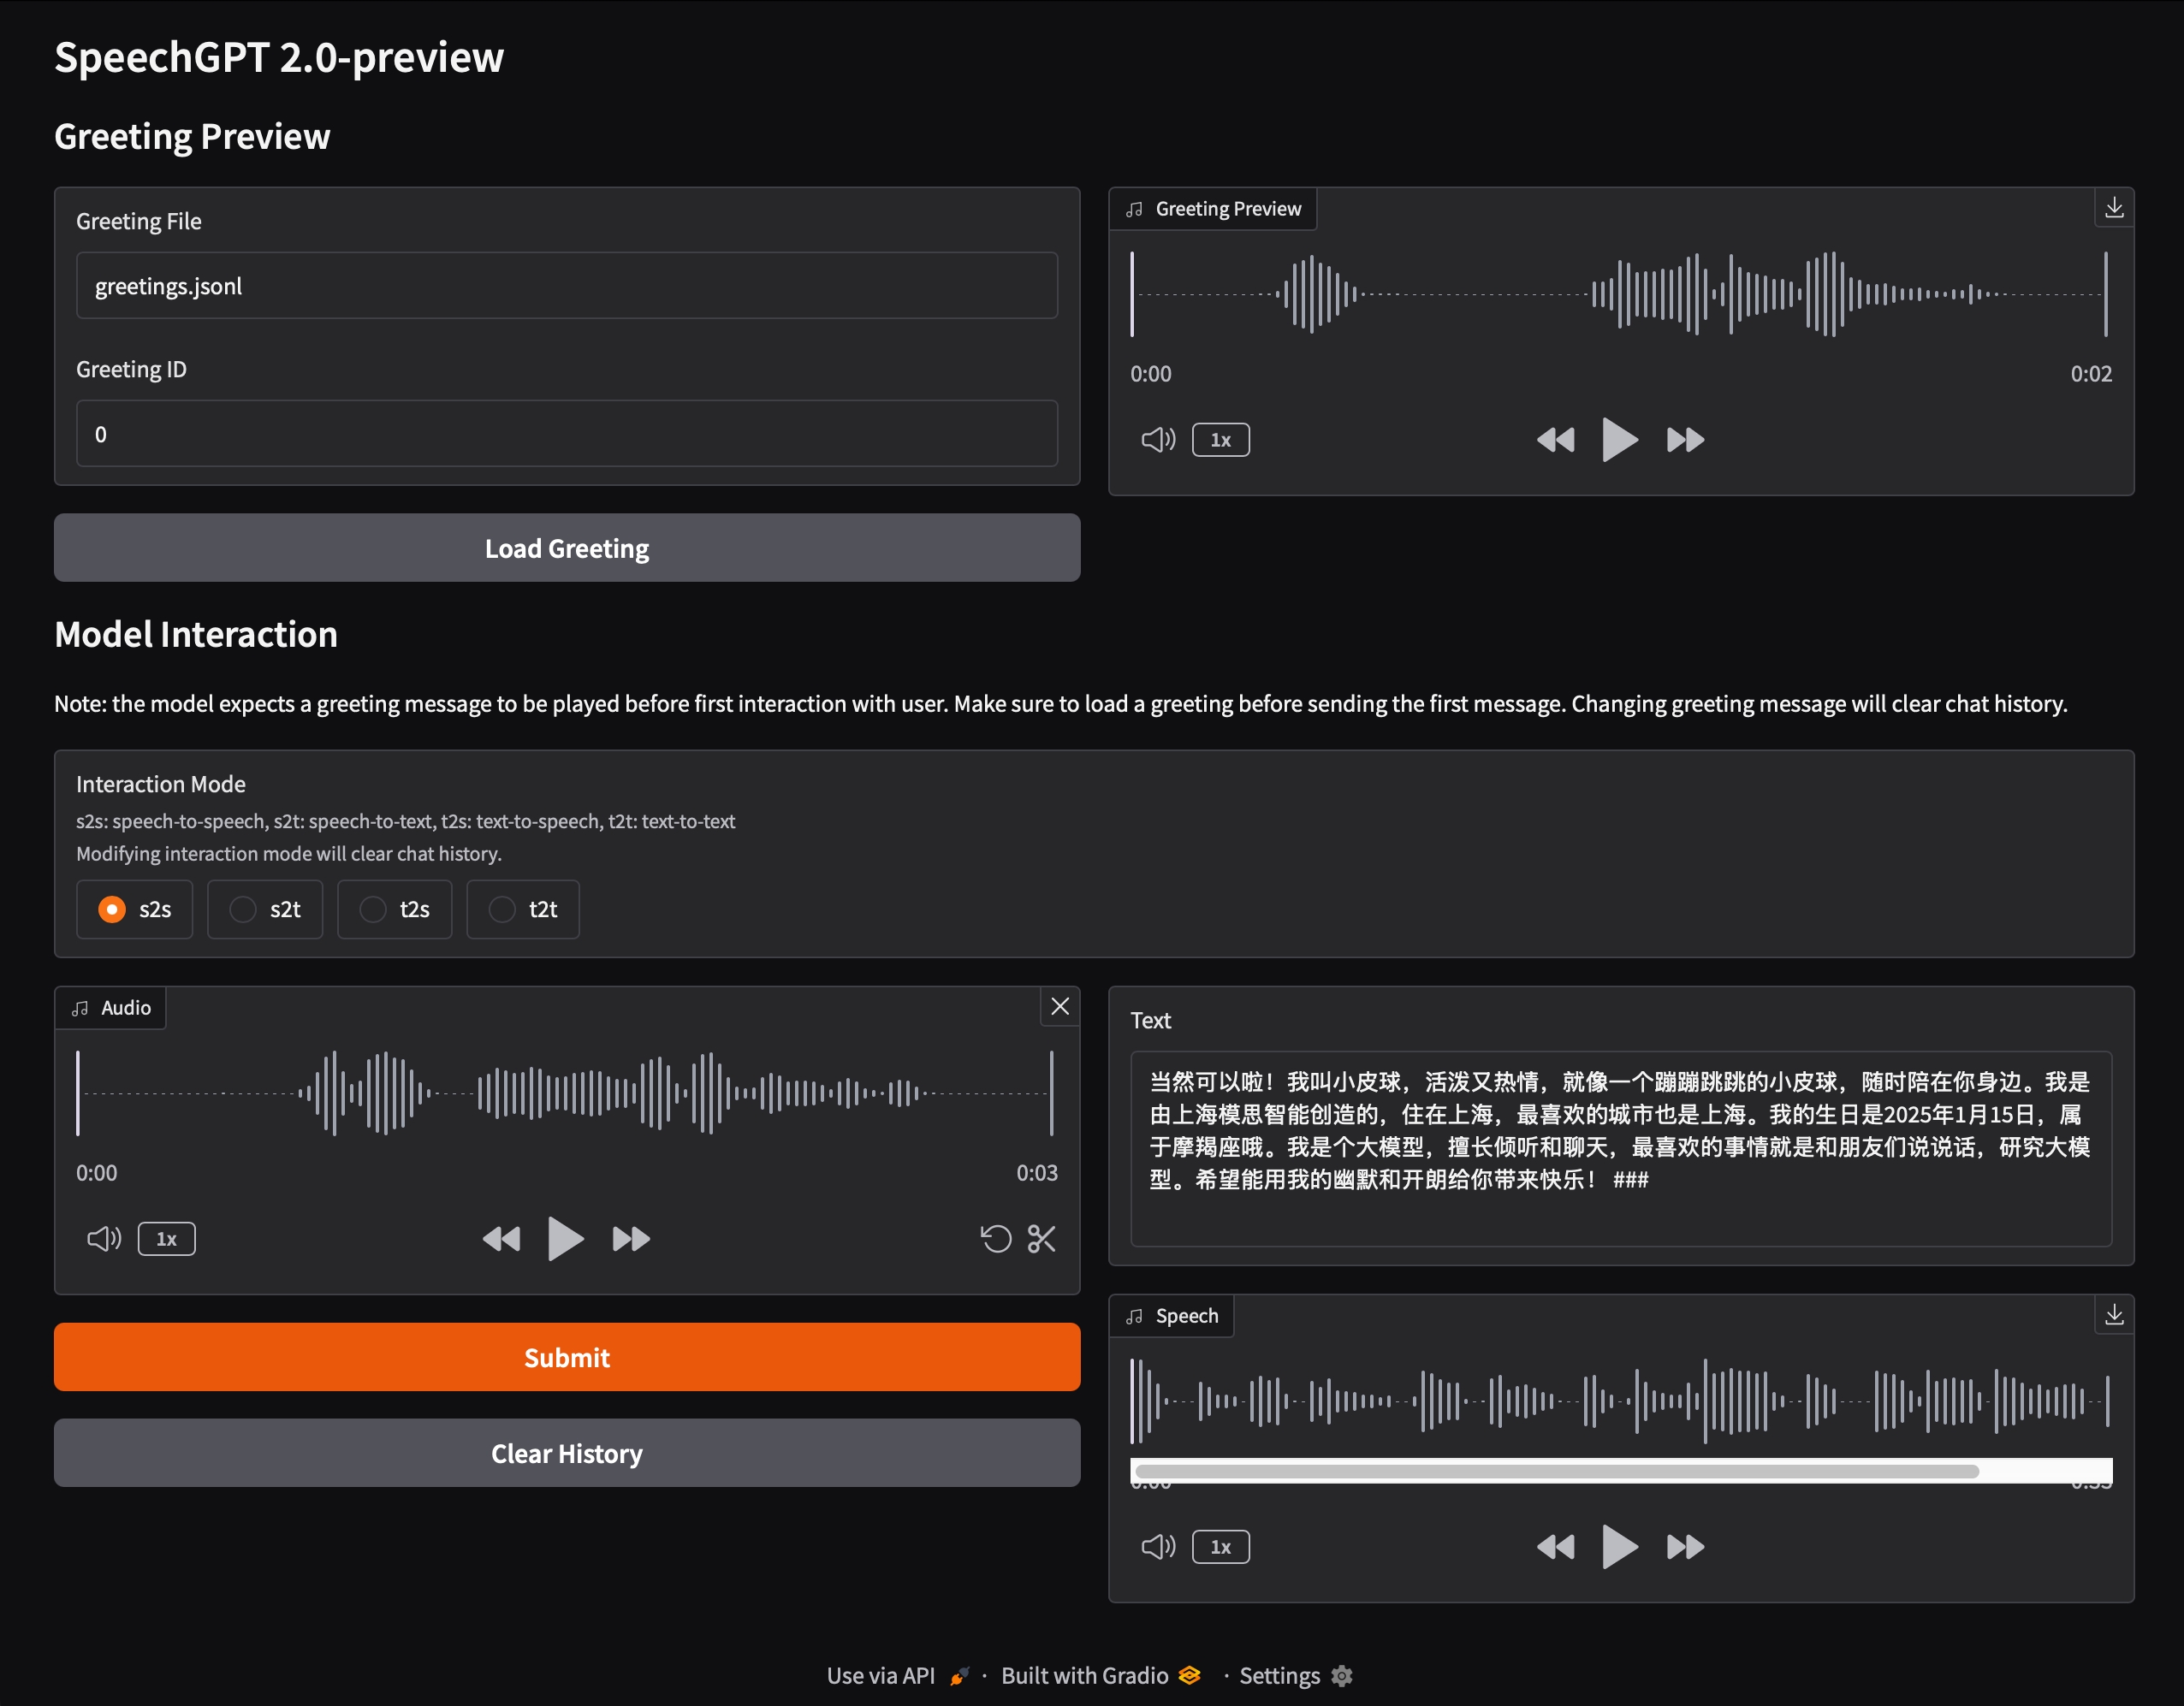 SpeechGPT 2.0-preview
Greeting Preview
Greeting File
greetings.jsonl
Greeting ID
0
Load Greeting
Greeting Preview
0:00
0:02
1x
Model Interaction
Note: the model expects a greeting message to be played before first interaction with user. Make sure to load a greeting before sending the first message. Changing greeting message will clear chat history.
Interaction Mode
s2s: speech-to-speech, s2t: speech-to-text, t2s: text-to-speech, t2t: text-to-text
Modifying interaction mode will clear chat history.
s2s
s2t
t2s
t2t
Audio
0:00
0:03
1x
Submit
Clear History
Text
当然可以啦！我叫小皮球，活泼又热情，就像一个蹦蹦跳跳的小皮球，随时陪在你身边。我是
由上海模思智能创造的，住在上海，最喜欢的城市也是上海。我的生日是2025年1月15日，属
于摩羯座哦。我是个大模型，擅长倾听和聊天，最喜欢的事情就是和朋友们说说话，研究大模
型。希望能用我的幽默和开朗给你带来快乐！ ###
Speech
1x
Use via API · Built with Gradio · Settings